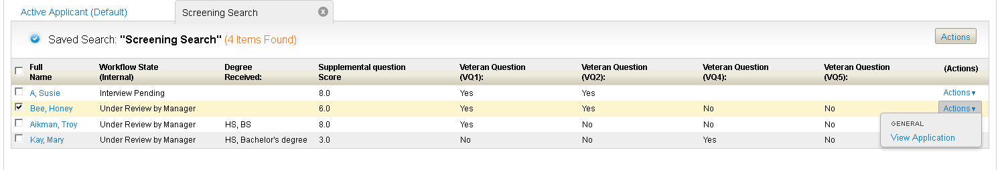 Active Applicant (Default) Screening Search
Saved Search: "Screening Search" (4 Items Found) Actions
Full Name Workflow State (Internal) Degree Received: Supplemental question Score Veteran Question (VQ1): Veteran Question (VQ2): Veteran Question (VQ4): Veteran Question (VQ5): (Actions)
A, Susie Interview Pending 8.0 Yes Yes Actions
Bee, Honey Under Review by Manager 6.0 Yes Yes No No Actions
Aikman, Troy Under Review by Manager HS, BS 8.0 Yes No No No
GENERAL
Kay, Mary Under Review by Manager HS, Bachelor's degree 3.0 No No Yes No
View Application